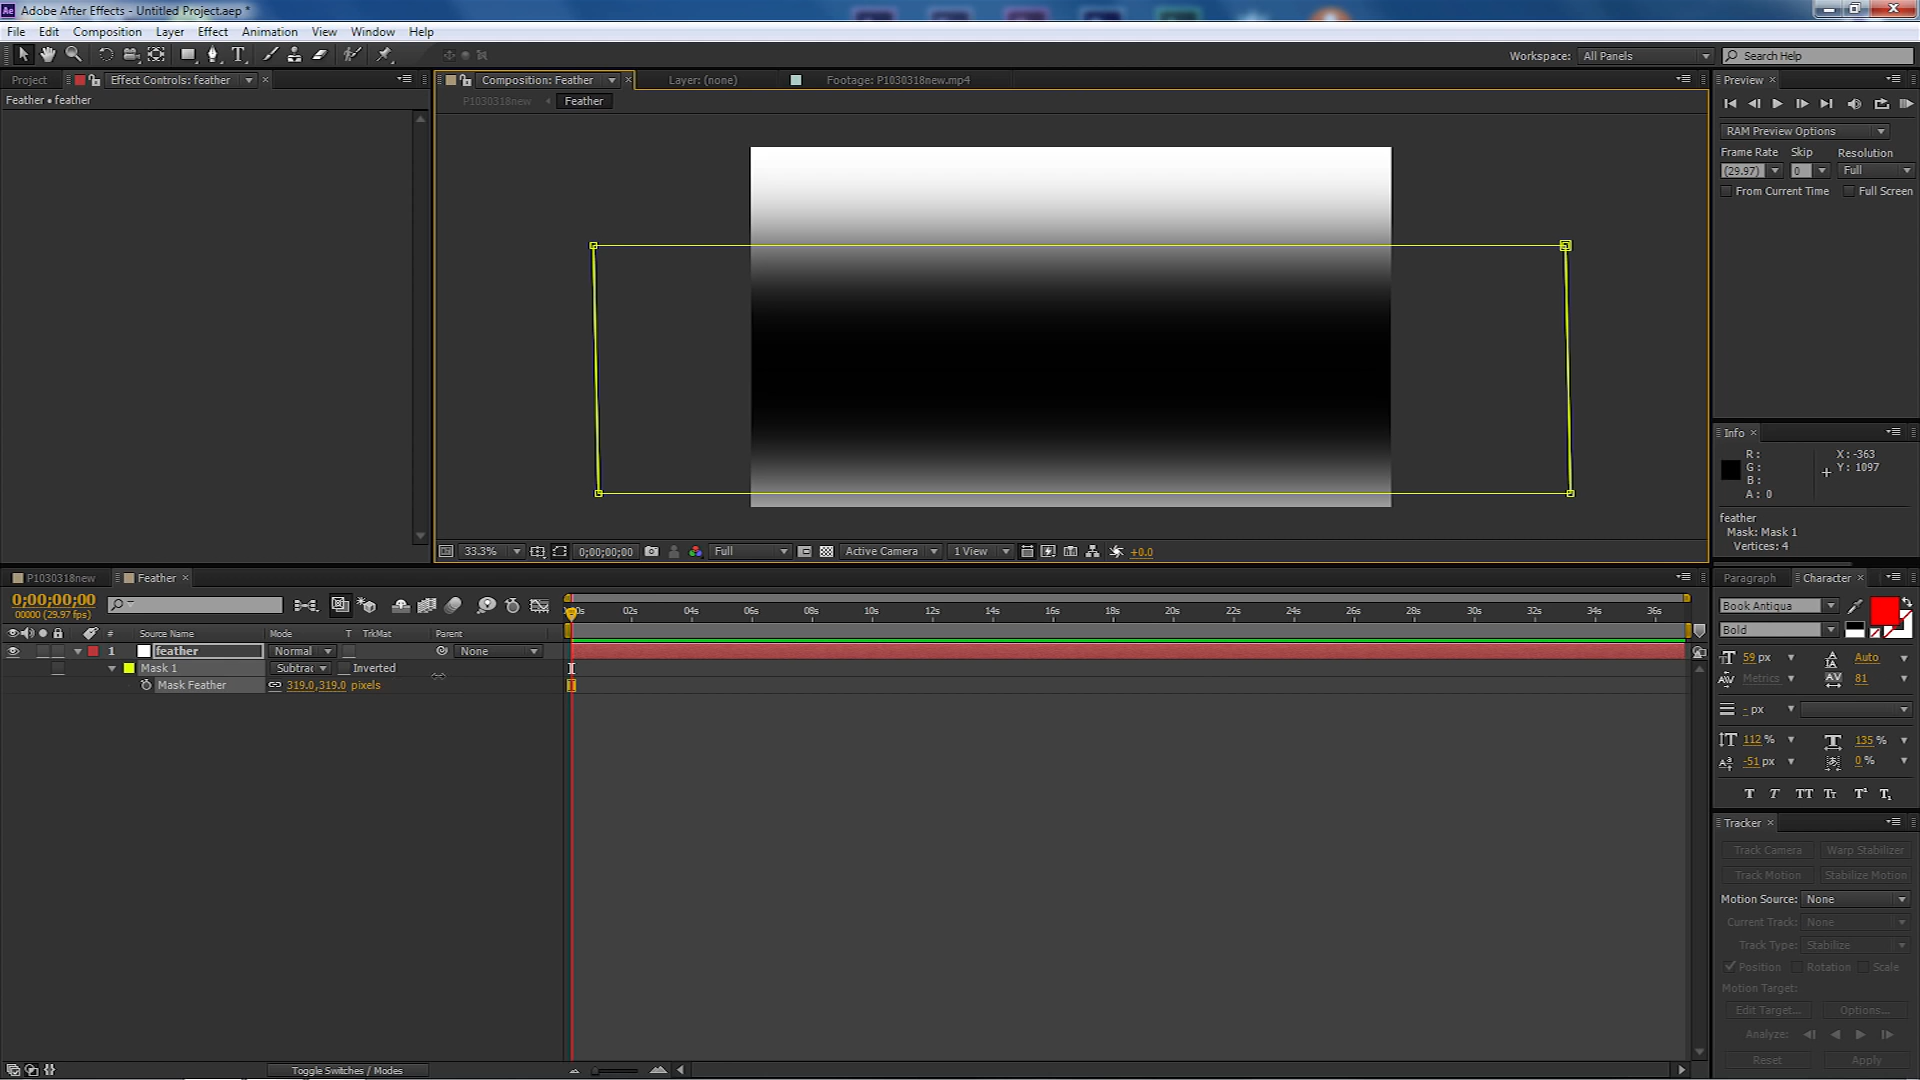 Adobe After Effects - Untitled Project.aep *
File Edit Composition Layer Effect Animation View Window Help
Workspace: All Panels Search Help
Project Effect Controls: feather Composition: Feather Layer: (none) Footage: P1030318new.mp4 Preview
Feather • feather P1030318new Feather
RAM Preview Options
Frame Rate Skip Resolution
(29.97) 0 Full
From Current Time Full Screen
Info
R: X: -363
G: Y: 1097
B:
A: 0
feather
Mask: Mask 1
Vertices: 4
33.3% 0;00;00;00 Full Active Camera 1 View +0.0
P1030318new Feather Paragraph Character
0;00;00;00
00000 (29.97 fps)
Book Antiqua
Bold
:00s 02s 04s 06s 08s 10s 12s 14s 16s 18s 20s 22s 24s 26s 28s 30s 32s 34s 36s
# Source Name Mode T TrkMat Parent
1 feather Normal None
Mask 1 Subtrac Inverted
Mask Feather 319.0,319.0 pixels
59 px Auto
Metrics 81
- px
112 % 135 %
-51 px 0 %
T T TT Tt T¹ T₁
Tracker
Track Camera Warp Stabilizer
Track Motion Stabilize Motion
Motion Source: None
Current Track: None
Track Type: Stabilize
Position Rotation Scale
Motion Target:
Edit Target... Options...
Analyze:
Reset Apply
Toggle Switches / Modes